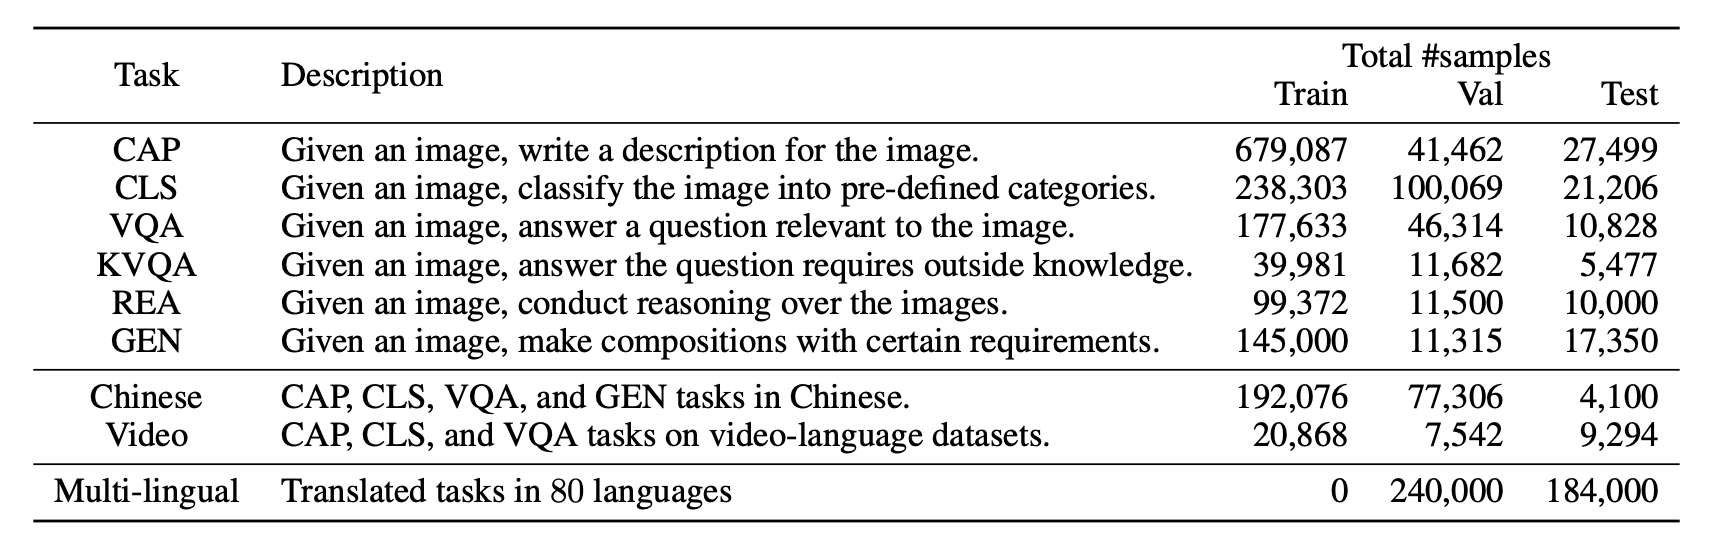 Total #samples
Task Description Train Val Test
CAP Given an image, write a description for the image. 679,087 41,462 27,499
CLS Given an image, classify the image into pre-defined categories. 238,303 100,069 21,206
VQA Given an image, answer a question relevant to the image. 177,633 46,314 10,828
KVQA Given an image, answer the question requires outside knowledge. 39,981 11,682 5,477
REA Given an image, conduct reasoning over the images. 99,372 11,500 10,000
GEN Given an image, make compositions with certain requirements. 145,000 11,315 17,350
Chinese CAP, CLS, VQA, and GEN tasks in Chinese. 192,076 77,306 4,100
Video CAP, CLS, and VQA tasks on video-language datasets. 20,868 7,542 9,294
Multi-lingual Translated tasks in 80 languages 0 240,000 184,000